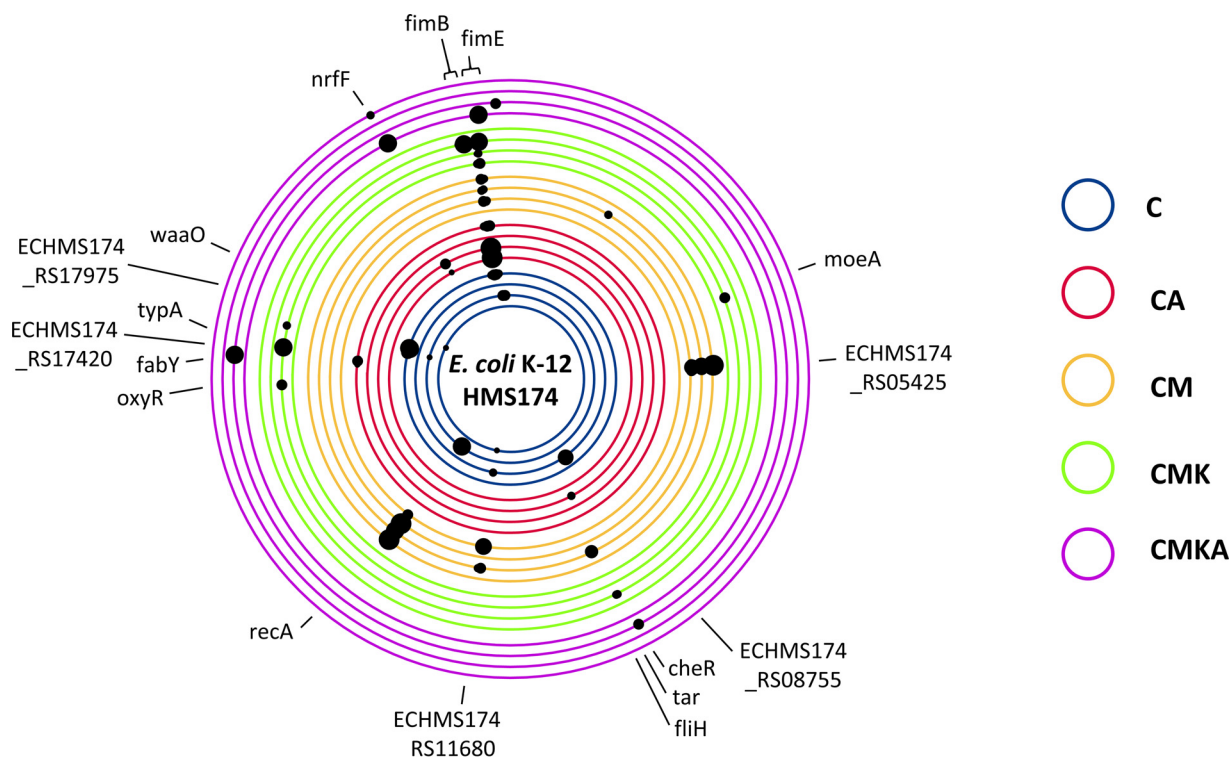 fimB
fimE
nrfF
waaO
ECHMS174
_RS17975
typA
ECHMS174
_RS17420
fabY
oxyR
recA
ECHMS174
RS11680
fliH
tar
cheR
ECHMS174
_RS08755
ECHMS174
_RS05425
moeA
E. coli K-12
HMS174
C
CA
CM
CMK
CMKA